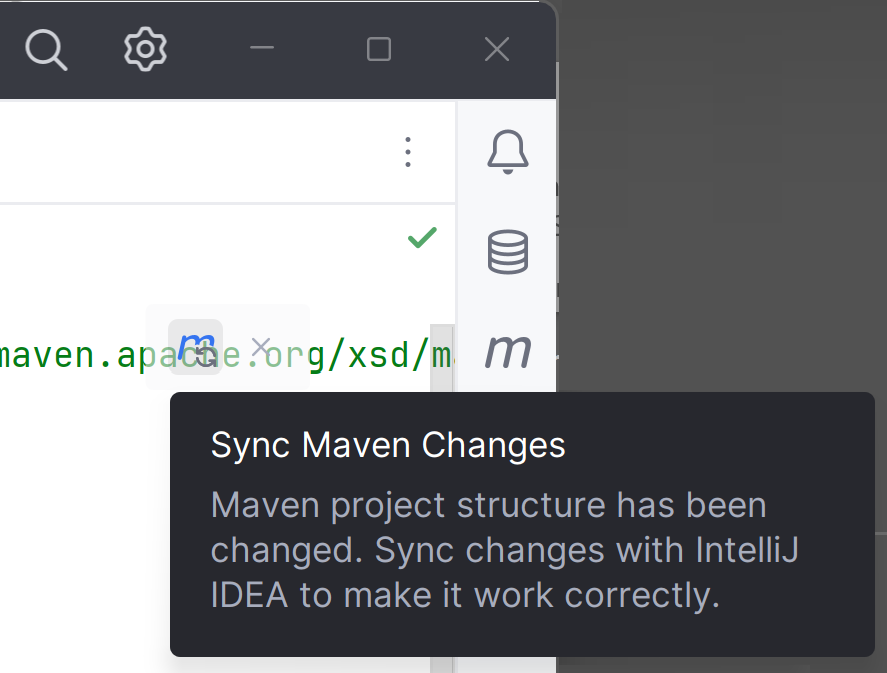 maven.apache.org/xsd/m
m
Sync Maven Changes
Maven project structure has been
changed. Sync changes with IntelliJ
IDEA to make it work correctly.